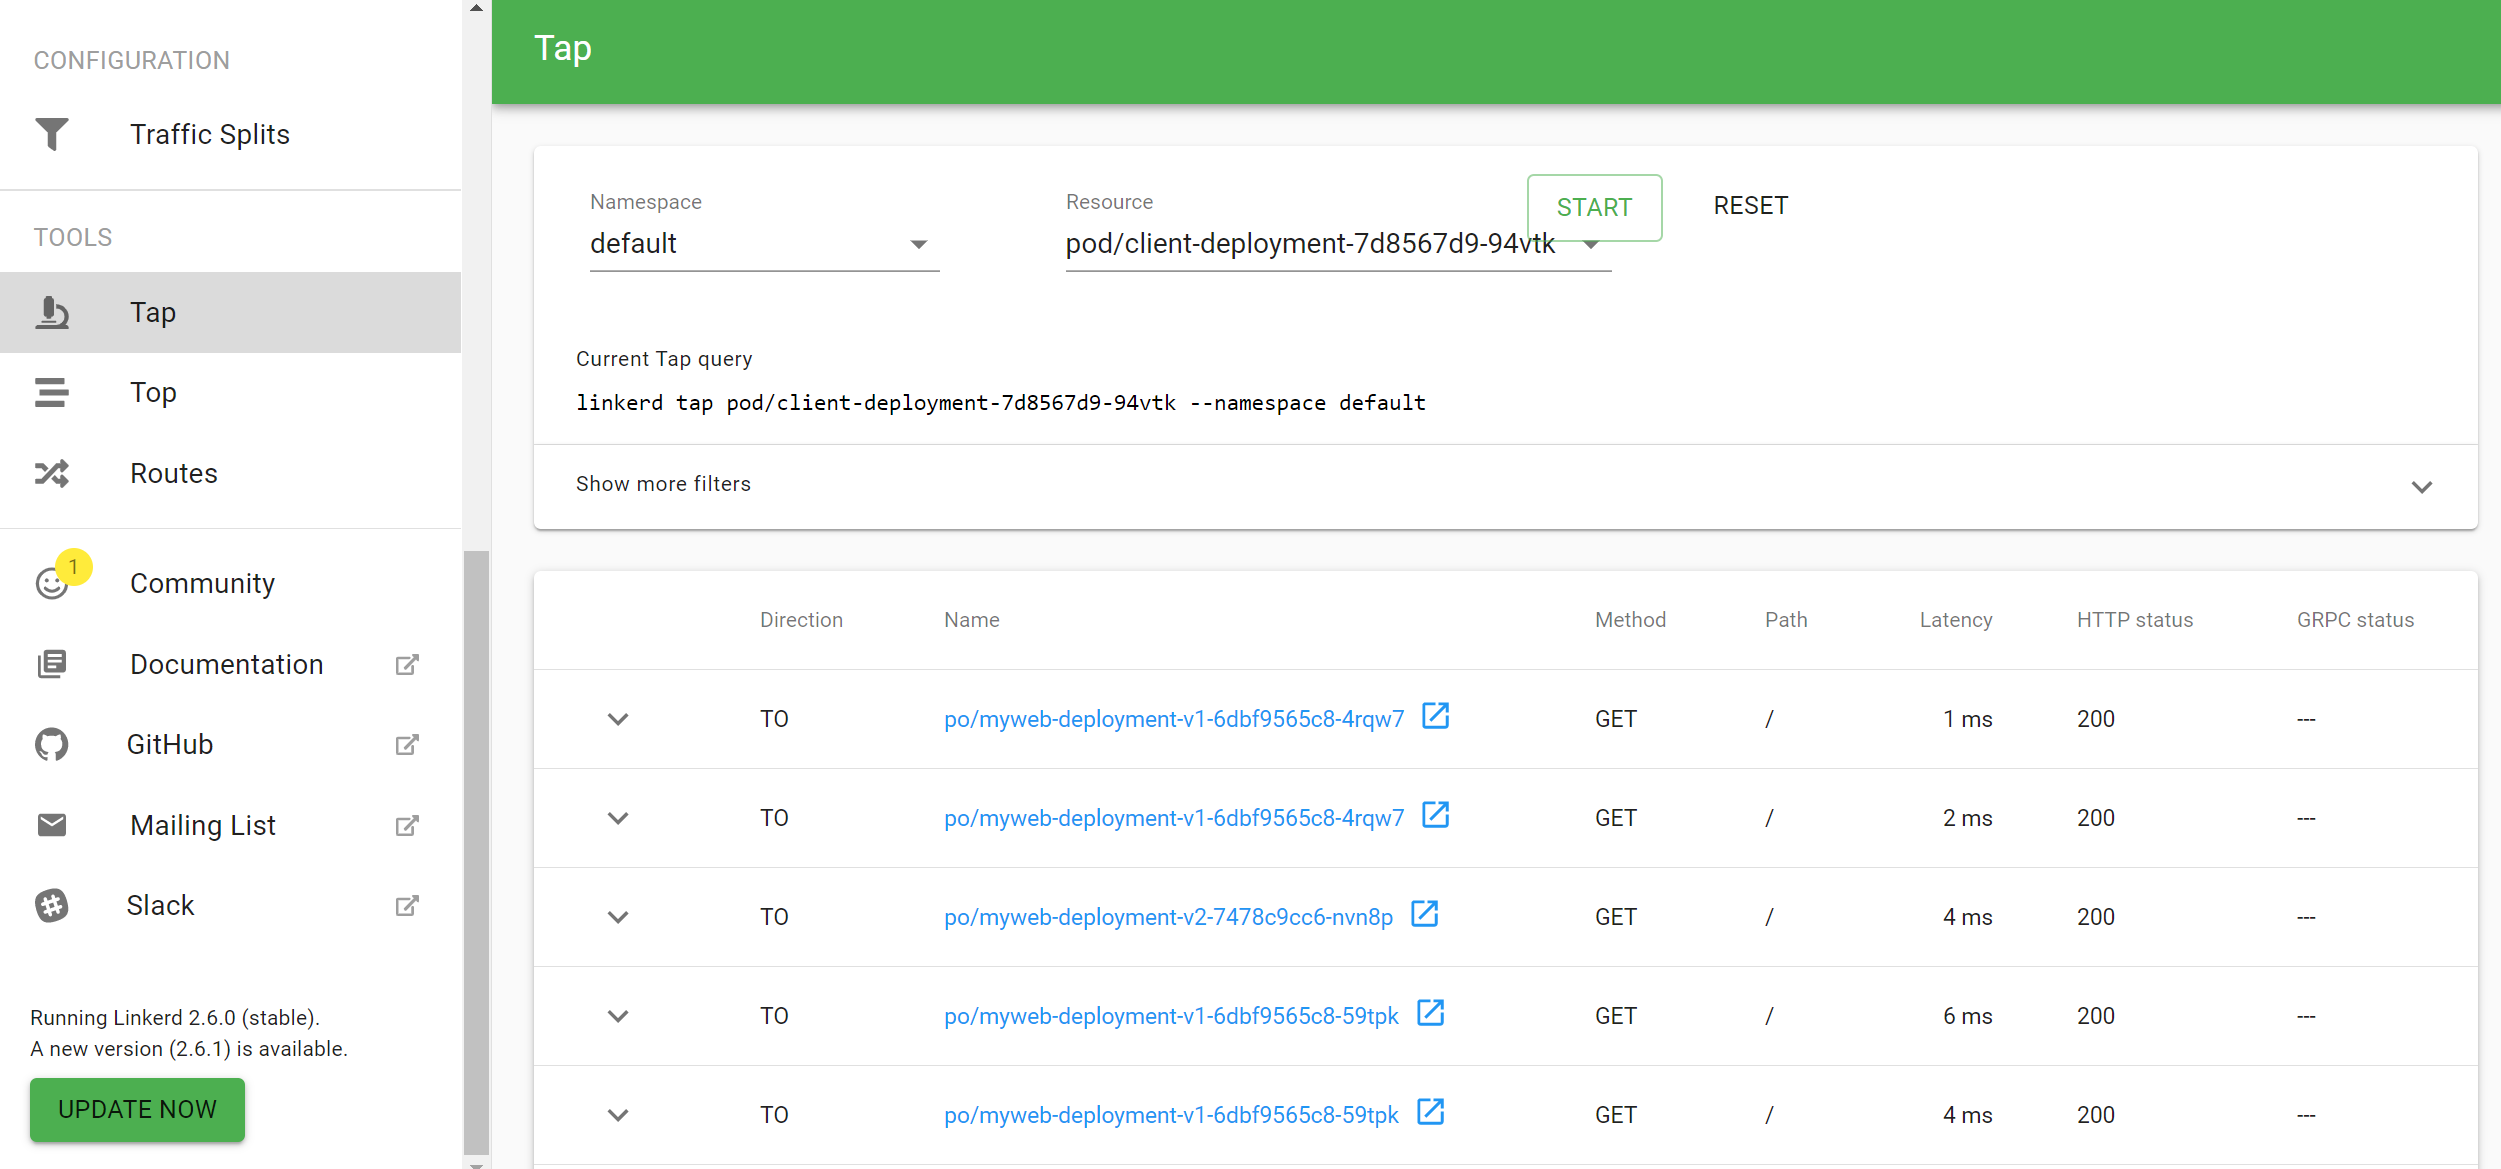 CONFIGURATION
Traffic Splits
TOOLS
Tap
Top
Routes
1
Community
Documentation
GitHub
Mailing List
Slack
Running Linkerd 2.6.0 (stable).
A new version (2.6.1) is available.
UPDATE NOW
Tap
Namespace
default
Resource
pod/client-deployment-7d8567d9-94vtk
START
RESET
Current Tap query
linkerd tap pod/client-deployment-7d8567d9-94vtk --namespace default
Show more filters
Direction Name Method Path Latency HTTP status GRPC status
TO po/myweb-deployment-v1-6dbf9565c8-4rqw7 GET / 1 ms 200 ---
TO po/myweb-deployment-v1-6dbf9565c8-4rqw7 GET / 2 ms 200 ---
TO po/myweb-deployment-v2-7478c9cc6-nvn8p GET / 4 ms 200 ---
TO po/myweb-deployment-v1-6dbf9565c8-59tpk GET / 6 ms 200 ---
TO po/myweb-deployment-v1-6dbf9565c8-59tpk GET / 4 ms 200 ---